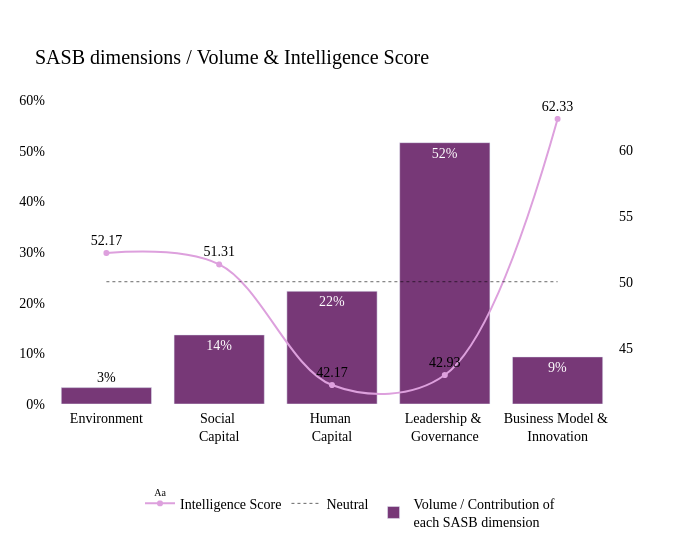 SASB dimensions / Volume & Intelligence Score
60%
50%
40%
30%
20%
10%
0%
60
55
50
45
52.17
51.31
42.17
42.93
62.33
3%
14%
22%
52%
9%
Environment
Social
Capital
Human
Capital
Leadership &
Governance
Business Model &
Innovation
Aa
Intelligence Score
Neutral
Volume / Contribution of
each SASB dimension